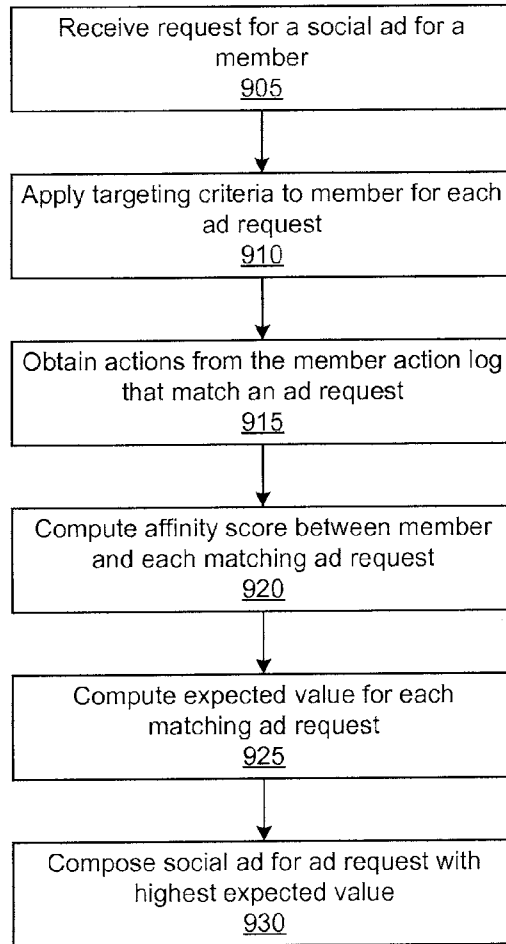 Receive request for a social ad for a
member
905
Apply targeting criteria to member for each
ad request
910
Obtain actions from the member action log
that match an ad request
915
Compute affinity score between member
and each matching ad request
920
Compute expected value for each
matching ad request
925
Compose social ad for ad request with
highest expected value
930